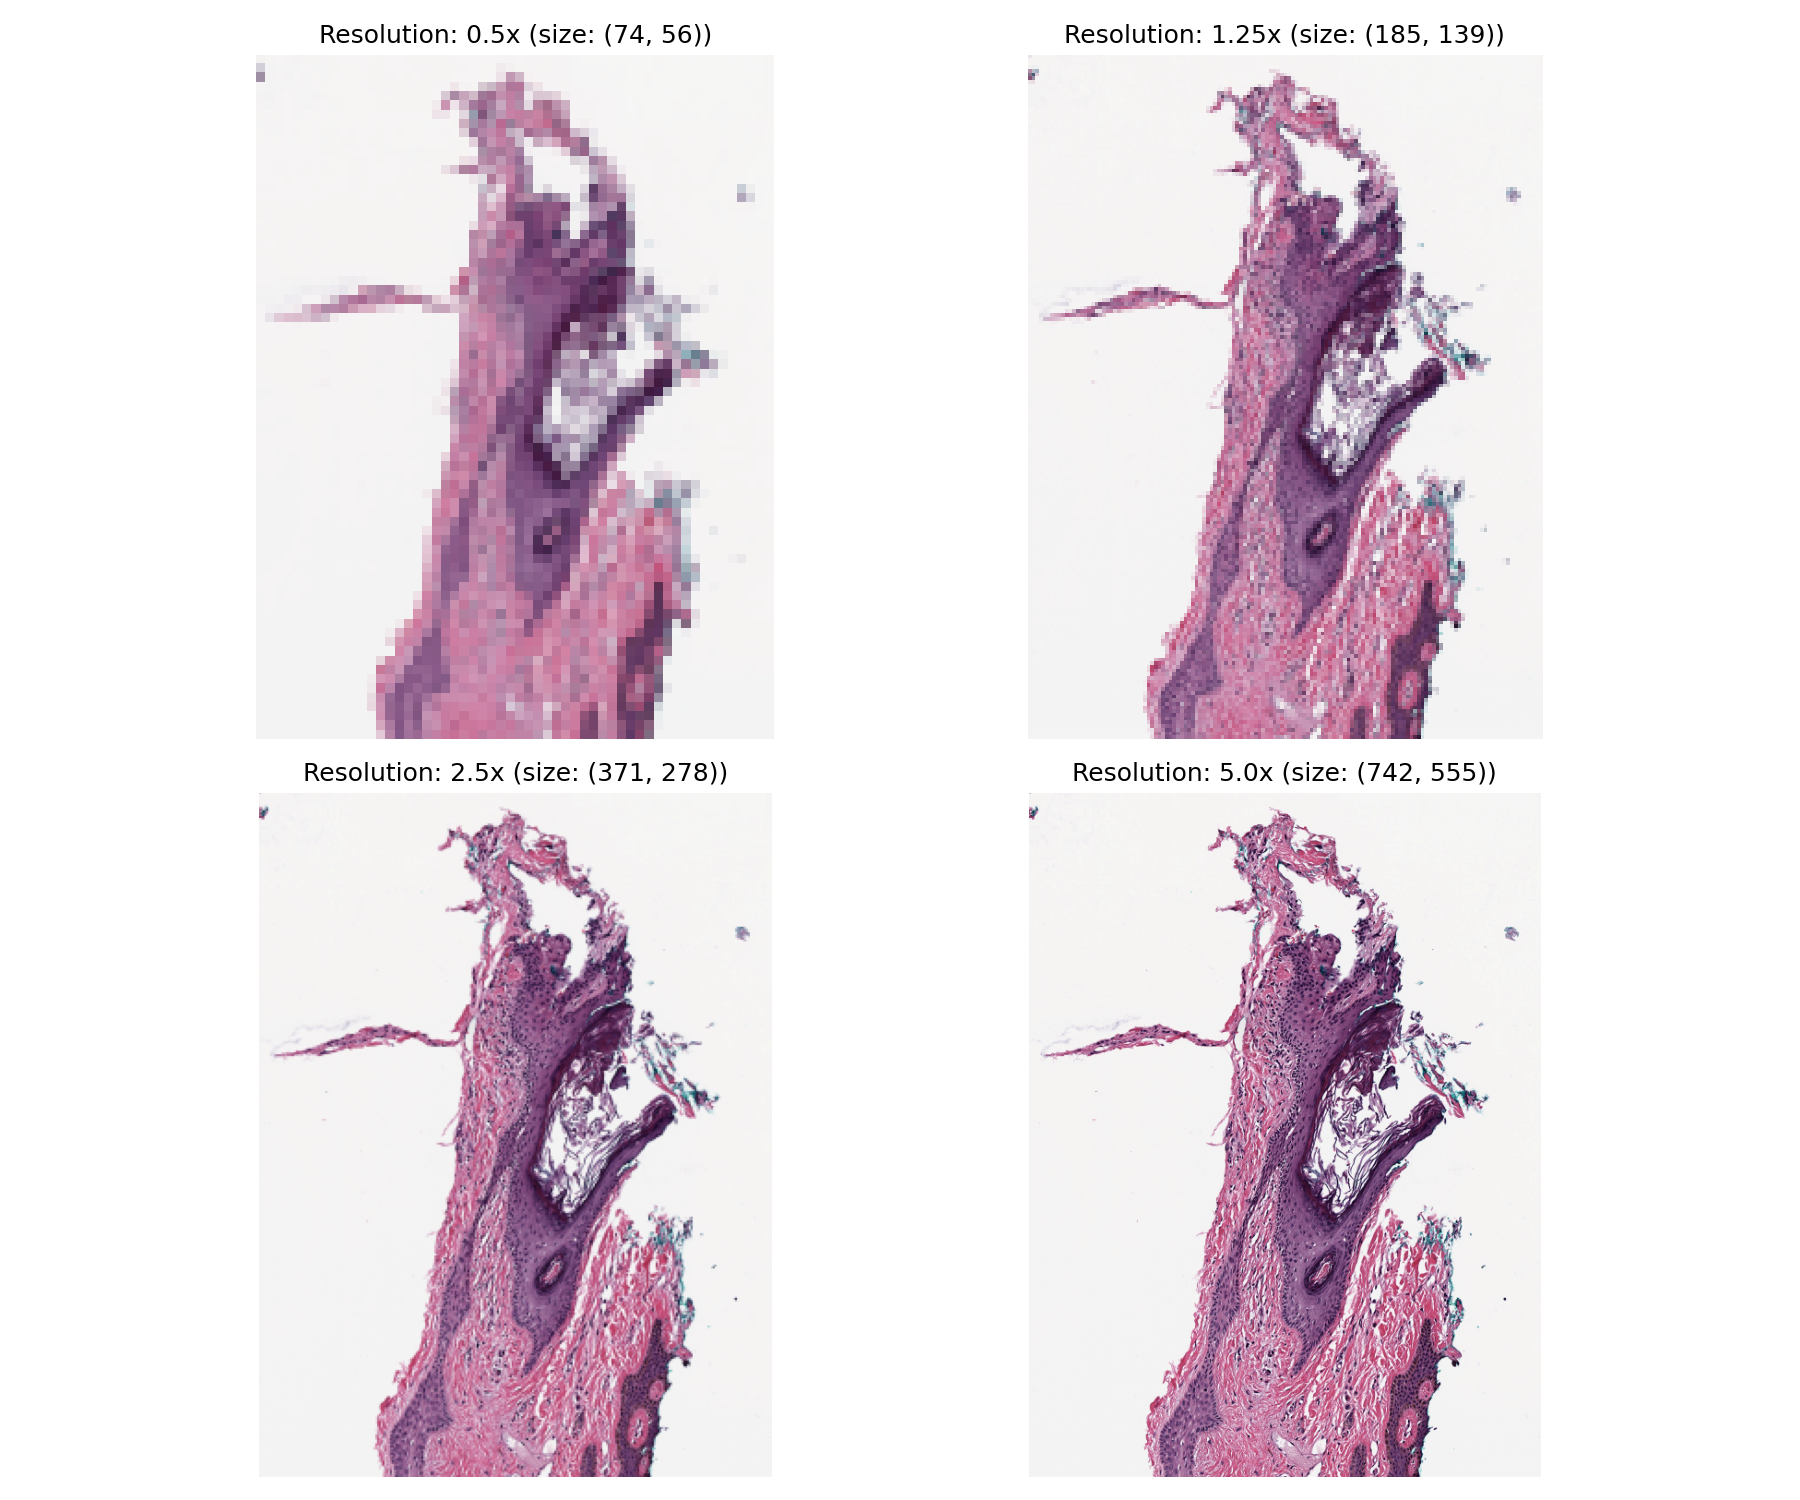 Resolution: 0.5x (size: (74, 56))
Resolution: 1.25x (size: (185, 139))
Resolution: 2.5x (size: (371, 278))
Resolution: 5.0x (size: (742, 555))